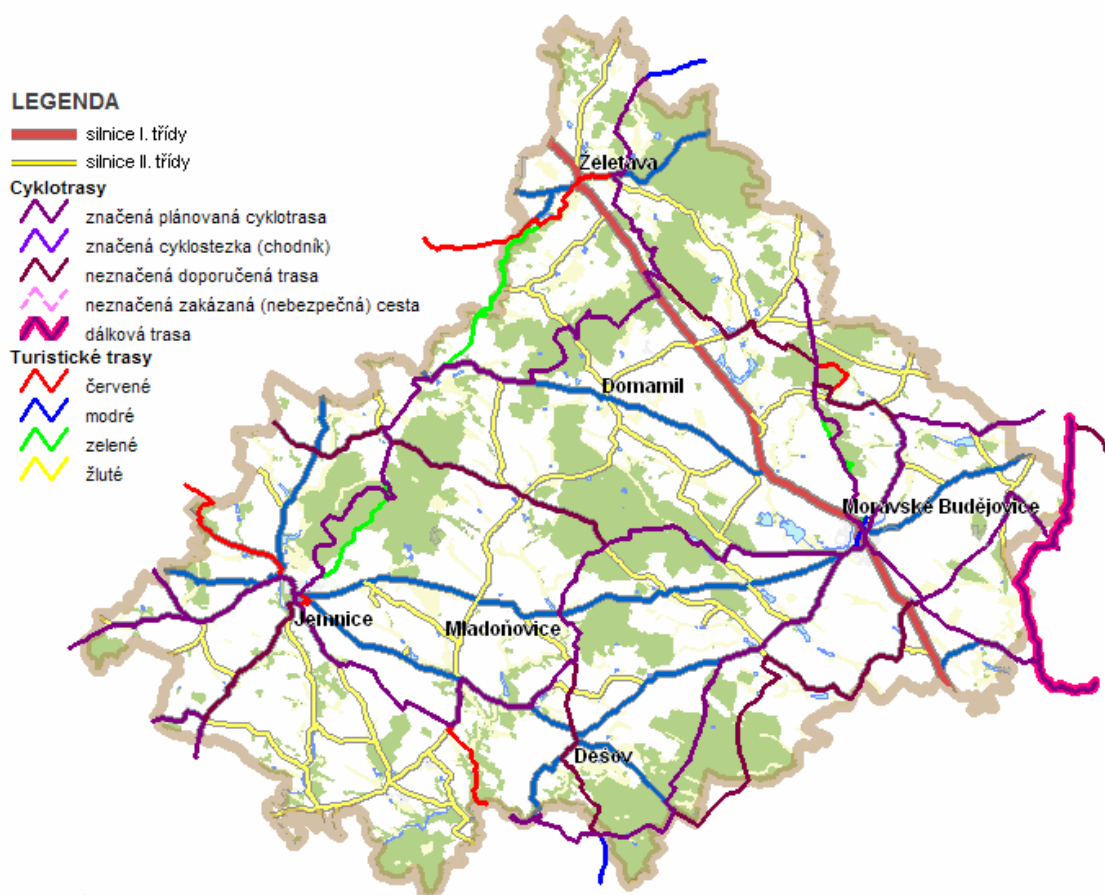 LEGENDA
silnice I. třídy
silnice II. třídy
Cyklotrasy
značená plánovaná cyklotrasa
značená cyklostezka (chodník)
neznačená doporučená trasa
neznačená zakázaná (nebezpečná) cesta
dálková trasa
Turistické trasy
červené
modré
zelené
žluté
Želetava
Domamil
Moravské Budějovice
Jemnice
Mladoňovice
Dešov